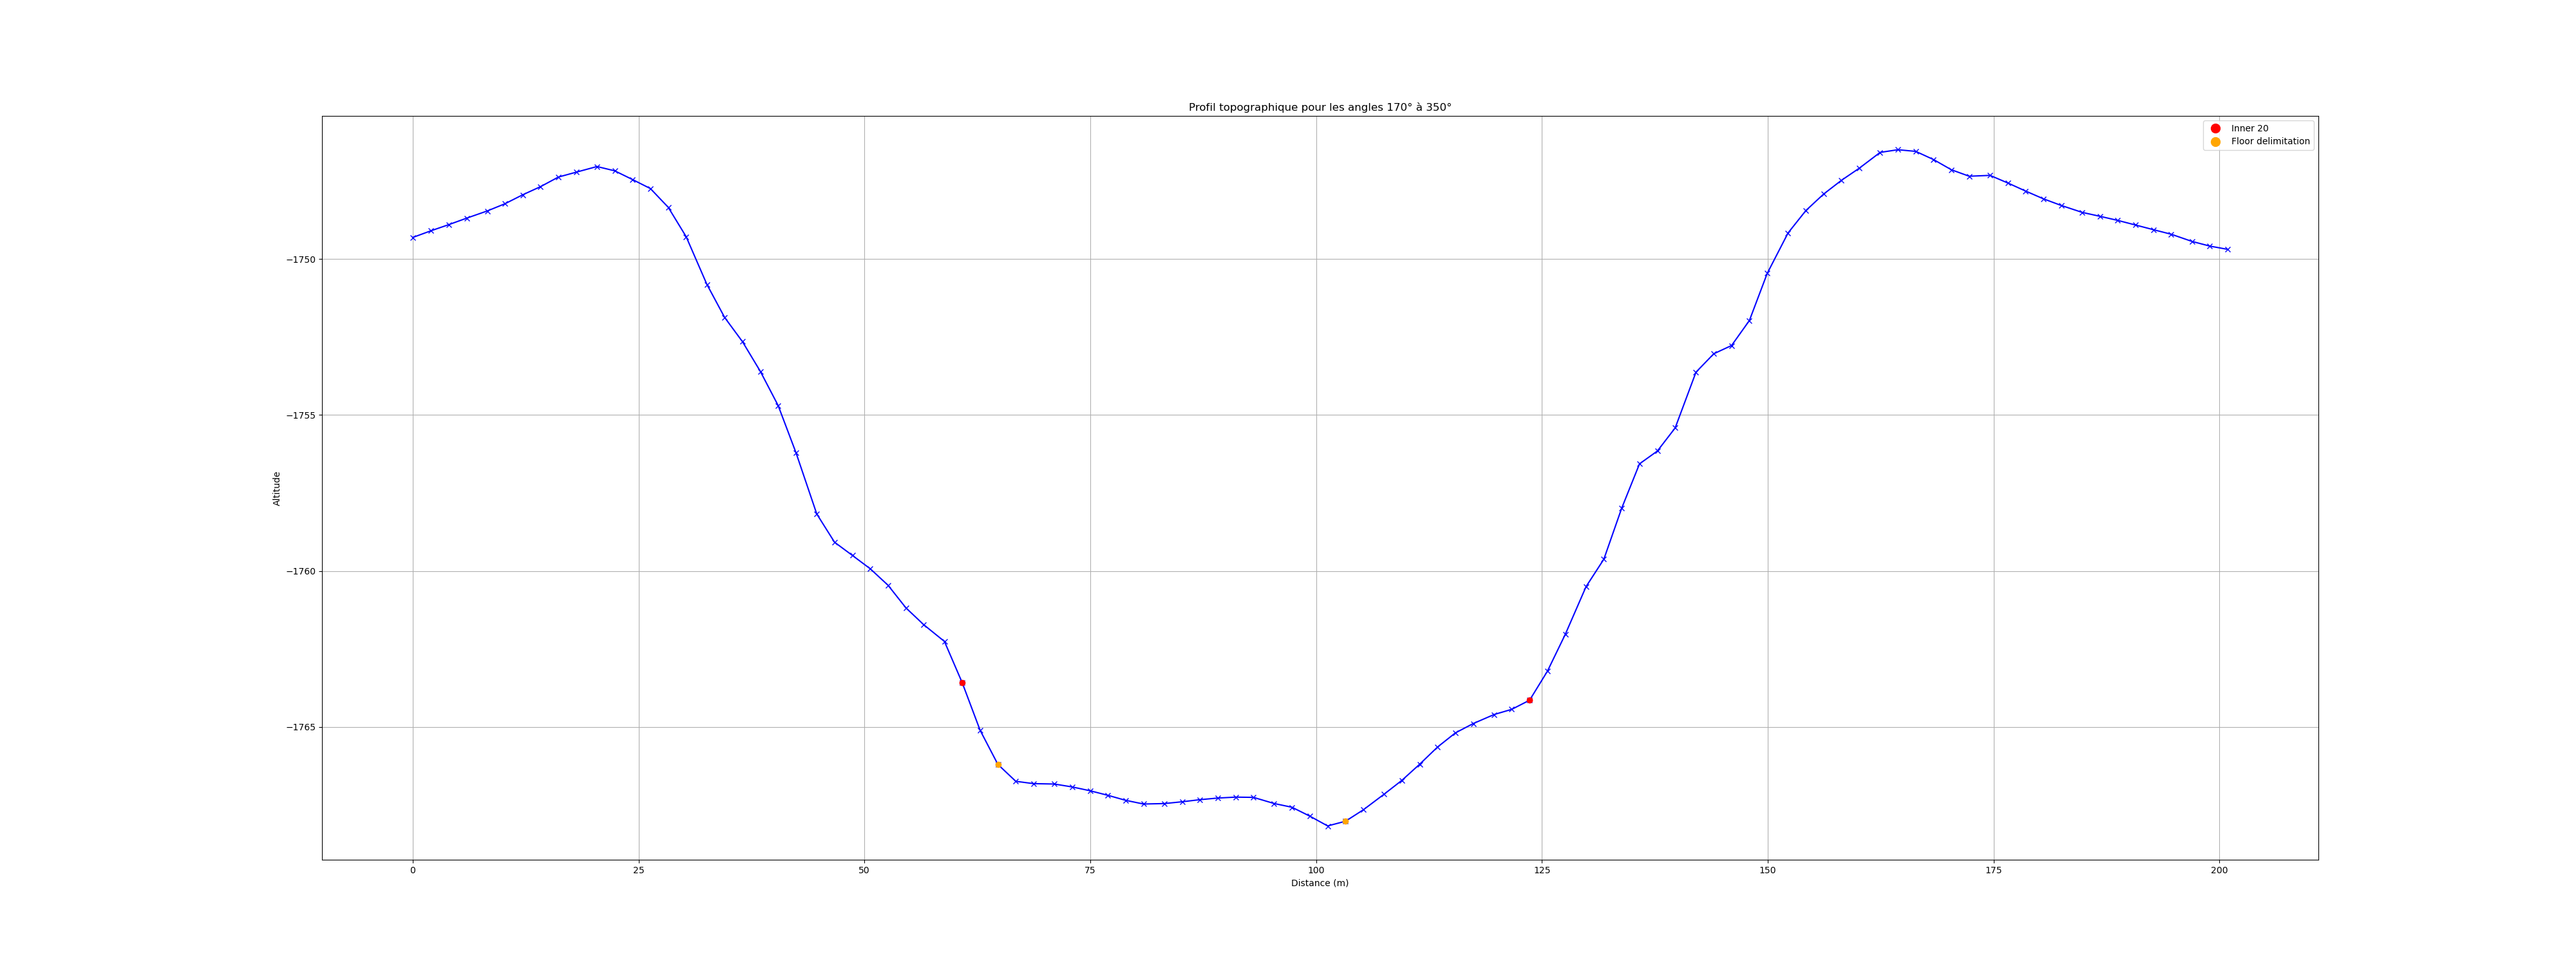 Profil topographique pour les angles 170° à 350°
Inner 20
Floor delimitation
Altitude
−1750
−1755
−1760
−1765
0 25 50 75 100 125 150 175 200
Distance (m)